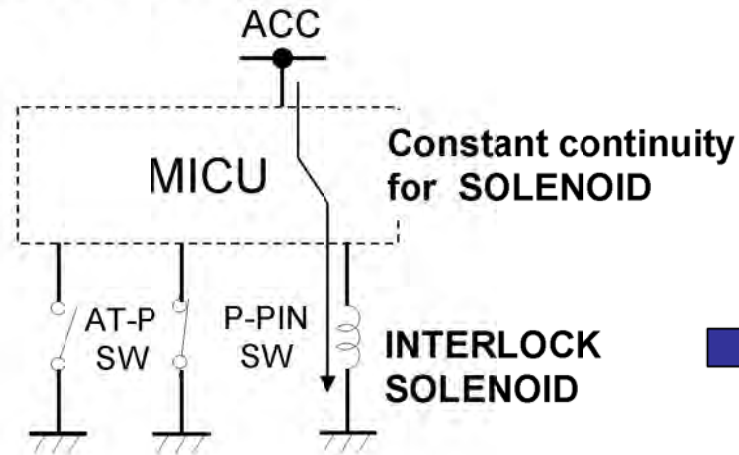 ACC
MICU
Constant continuity
for SOLENOID
AT-P
SW
P-PIN
SW
INTERLOCK
SOLENOID